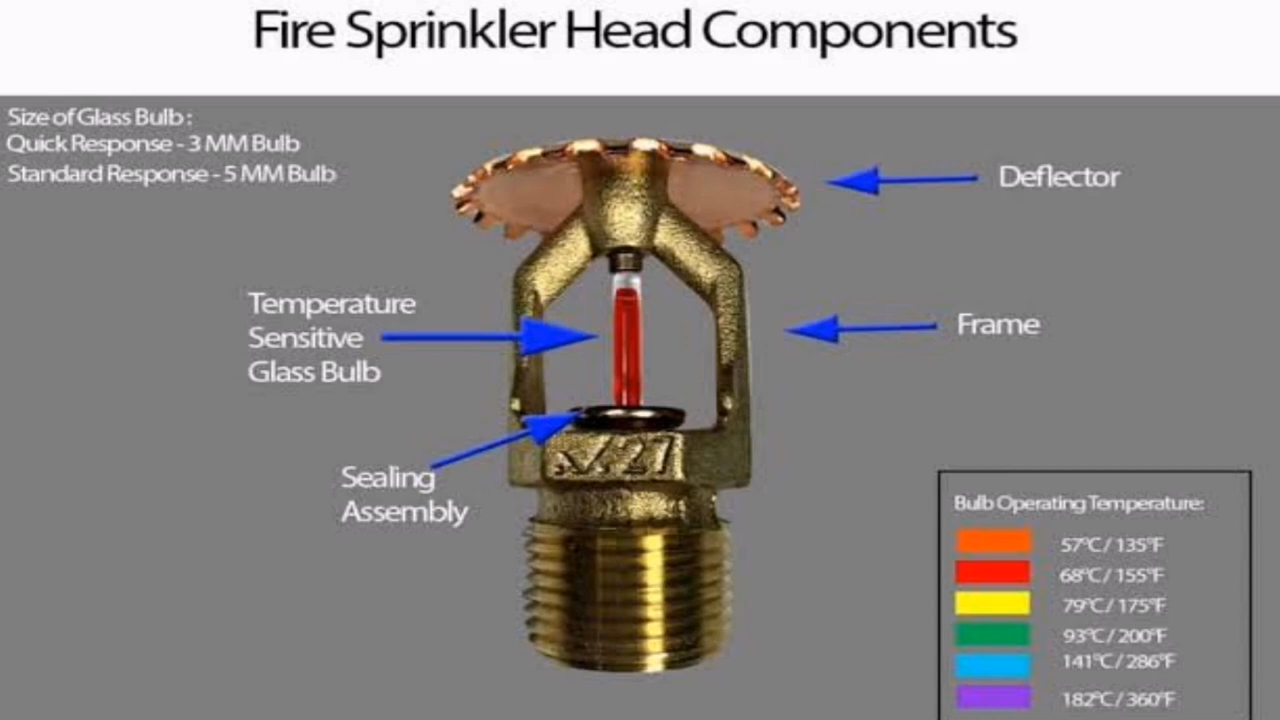 Fire Sprinkler Head Components
Size of Glass Bulb :
Quick Response - 3 MM Bulb
Standard Response - 5 MM Bulb
Deflector
Temperature
Sensitive
Glass Bulb
Frame
Sealing
Assembly
27
Bulb Operating Temperature:
57°C / 135°F
68°C / 155°F
79°C / 175°F
93°C / 200°F
141°C / 286°F
182°C / 360°F